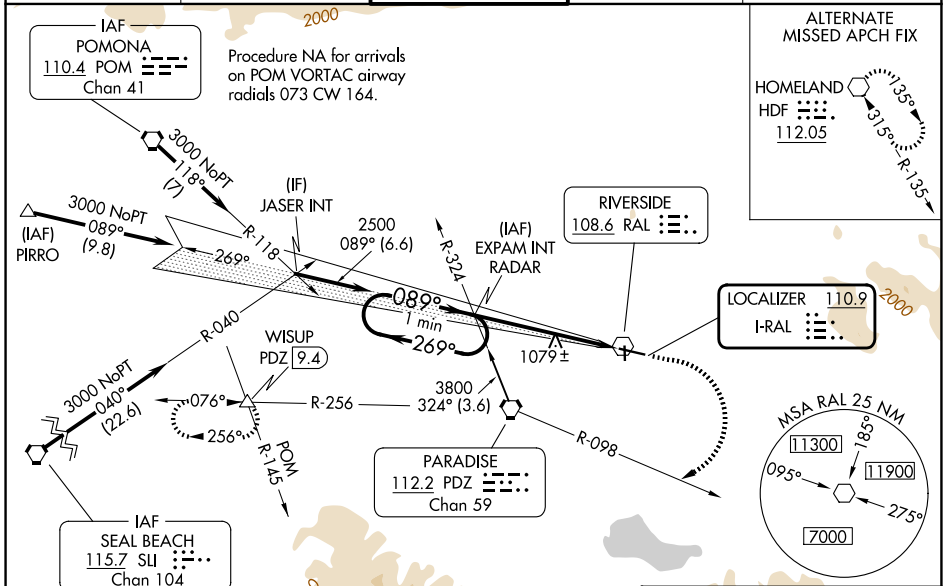 2000
IAF
POMONA
110.4 POM
Chan 41
Procedure NA for arrivals
on POM VORTAC airway
radials 073 CW 164.
ALTERNATE
MISSED APCH FIX
HOMELAND
HDF
112.05
135°
315°
R-135
3000 NoPT
118°
(7)
R-118
(IF)
JASER INT
3000 NoPT
089°
(9.8)
(IAF)
PIRRO
269°
2500
089° (6.6)
R-324
(IAF)
EXPAM INT
RADAR
RIVERSIDE
108.6 RAL
089°
1 min
269°
LOCALIZER 110.9
I-RAL
2000
1079±
R-040
WISUP
PDZ 9.4
3000 NoPT
040°
(22.6)
076°
256°
R-256
3800
324° (3.6)
POM
R-145
R-098
PARADISE
112.2 PDZ
Chan 59
MSA RAL 25 NM
11300
185°
095°
11900
275°
7000
IAF
SEAL BEACH
115.7 SLI
Chan 104